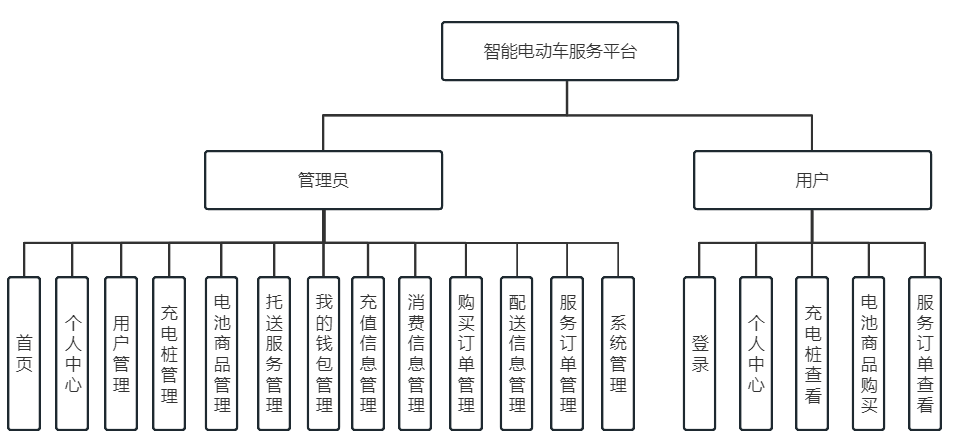 智能电动车服务平台
管理员
用户
首页
个人中心
用户管理
充电桩管理
电池商品管理
托送服务管理
我的钱包管理
充值信息管理
消费信息管理
购买订单管理
配送信息管理
服务订单管理
系统管理
登录
个人中心
充电桩查看
电池商品购买
服务订单查看